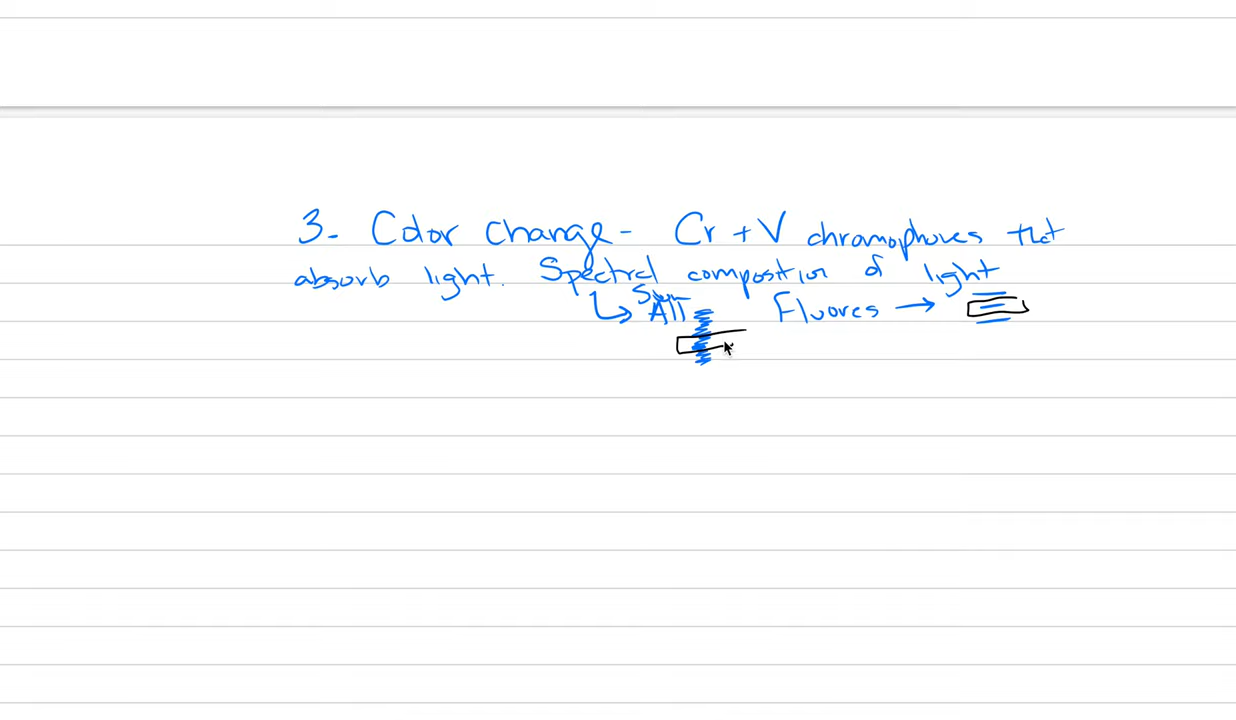 3. Color Change - Cr + V chromophores that
absorb light. Spectral composition of light
Sun
All Fluores →